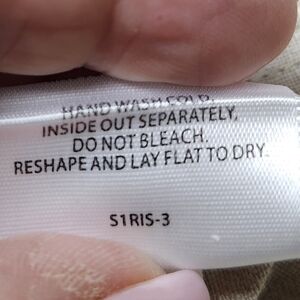 HAND WASH COLD,
INSIDE OUT SEPARATELY,
DO NOT BLEACH.
RESHAPE AND LAY FLAT TO DRY.
S1RIS-3